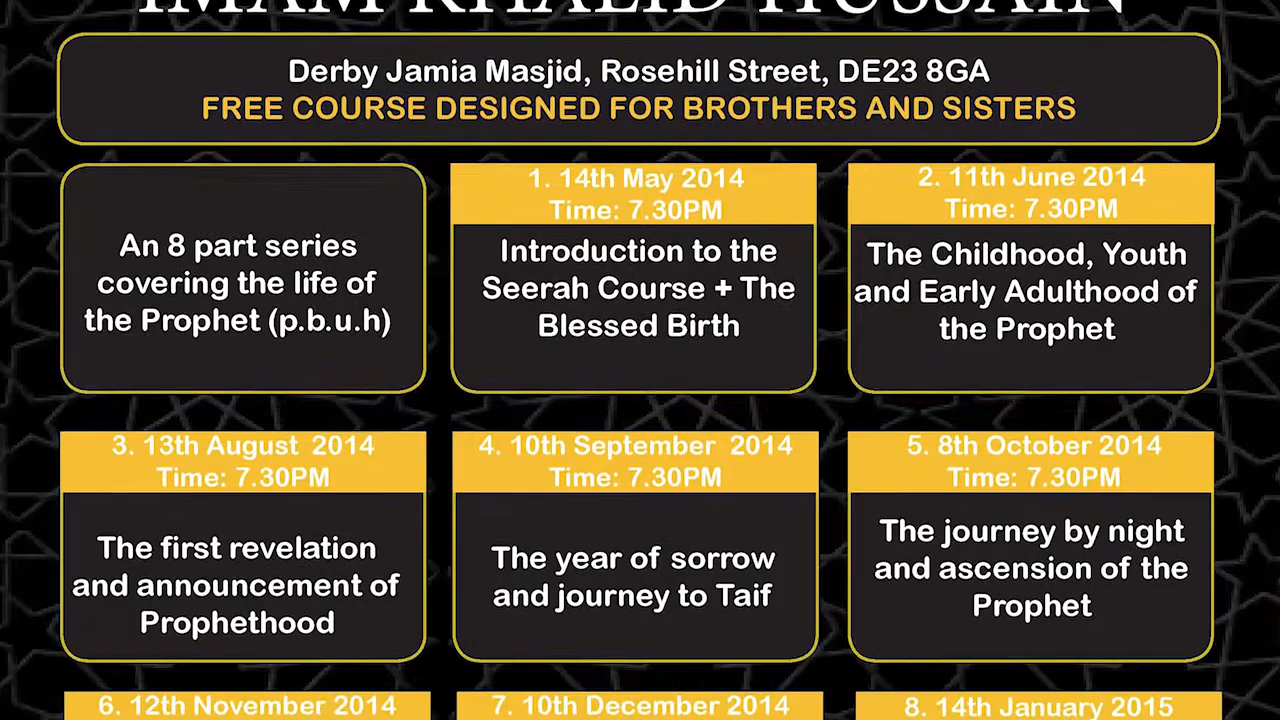 IMAM KHALID HUSSAIN
Derby Jamia Masjid, Rosehill Street, DE23 8GA
FREE COURSE DESIGNED FOR BROTHERS AND SISTERS
An 8 part series
covering the life of
the Prophet (p.b.u.h)
1. 14th May 2014
Time: 7.30PM
Introduction to the
Seerah Course + The
Blessed Birth
2. 11th June 2014
Time: 7.30PM
The Childhood, Youth
and Early Adulthood of
the Prophet
3. 13th August 2014
Time: 7.30PM
The first revelation
and announcement of
Prophethood
4. 10th September 2014
Time: 7.30PM
The year of sorrow
and journey to Taif
5. 8th October 2014
Time: 7.30PM
The journey by night
and ascension of the
Prophet
6. 12th November 2014
7. 10th December 2014
8. 14th January 2015